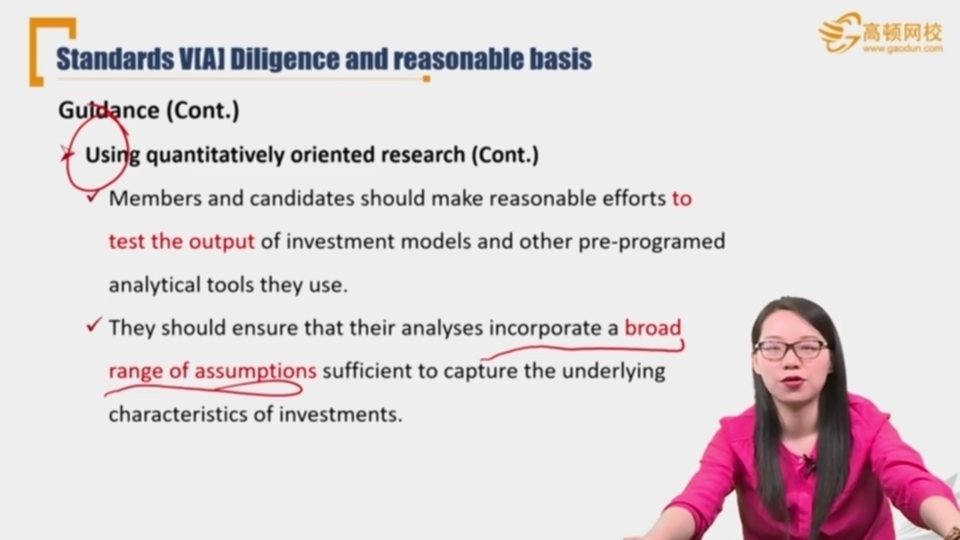 Standards V[A] Diligence and reasonable basis
高顿网校
www.gaodun.com
Guidance (Cont.)
Using quantitatively oriented research (Cont.)
Members and candidates should make reasonable efforts to
test the output of investment models and other pre-programed
analytical tools they use.
They should ensure that their analyses incorporate a broad
range of assumptions sufficient to capture the underlying
characteristics of investments.